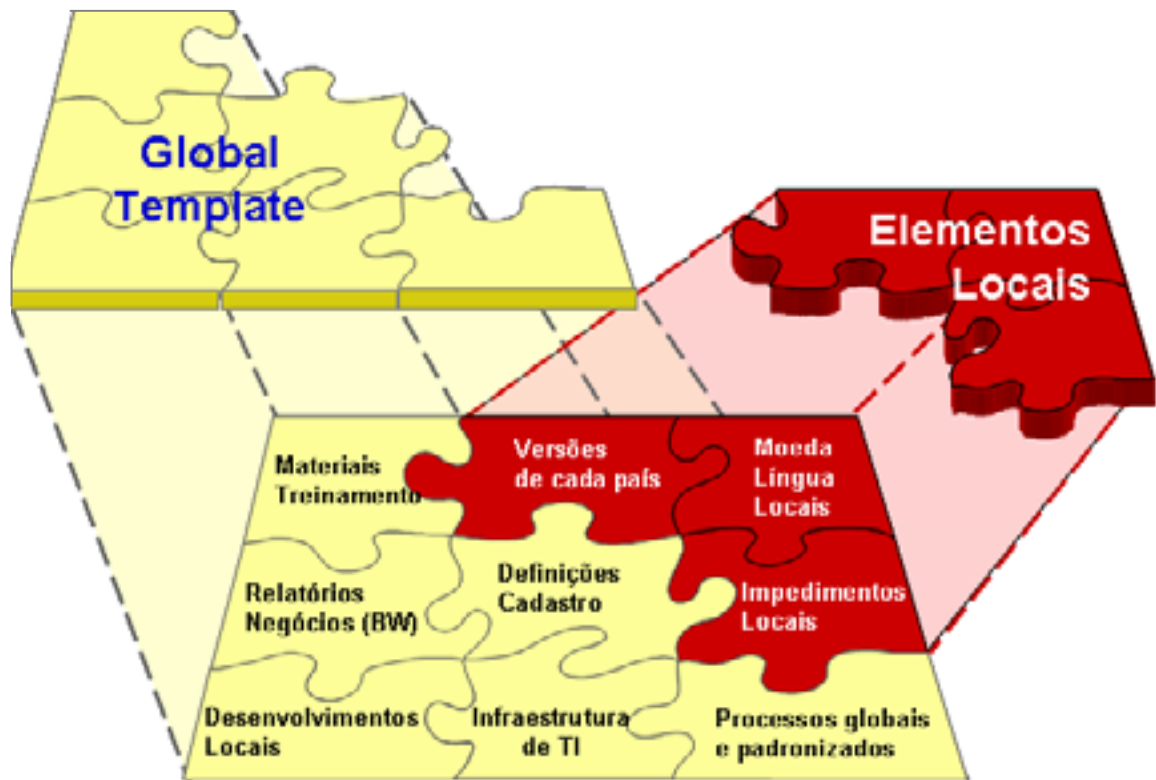 Global
Template
Elementos
Locais
Materiais
Treinamento
Versões
de cada país
Moeda
Língua
Locais
Relatórios
Negócios (BW)
Definições
Cadastro
Impedimentos
Locais
Desenvolvimentos
Locais
Infraestrutura
de TI
Processos globais
e padronizados